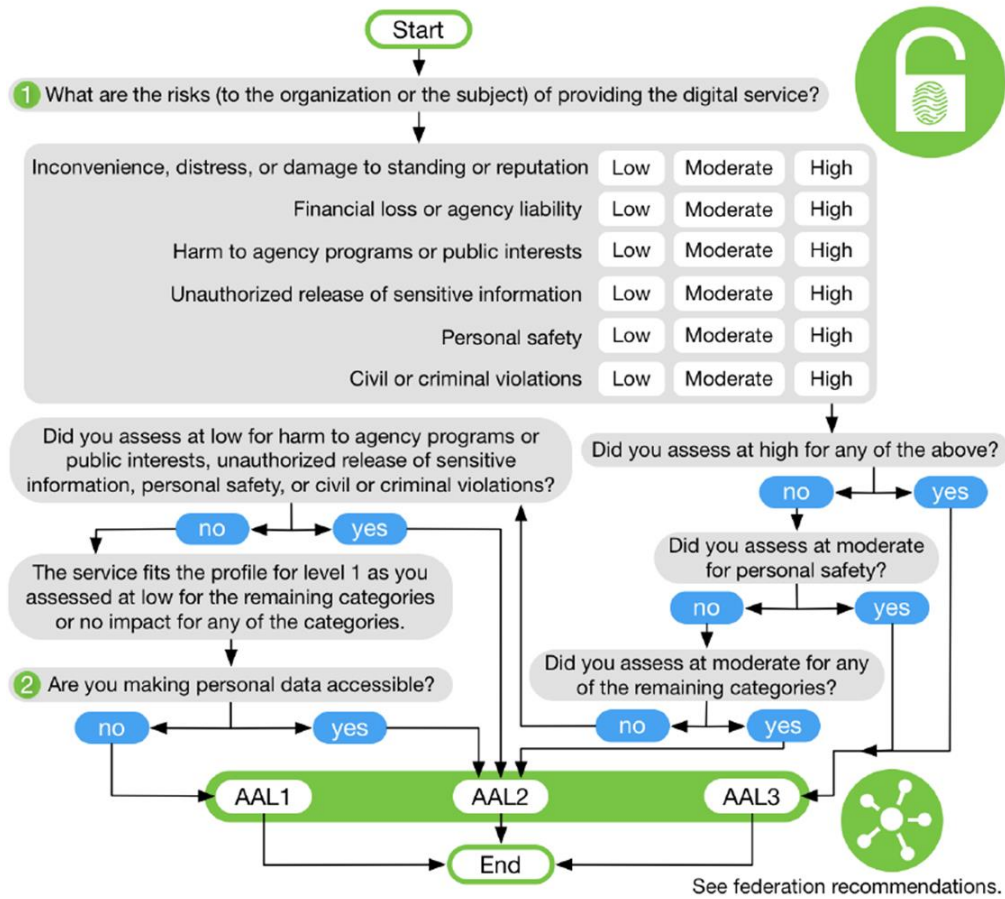 Start
1 What are the risks (to the organization or the subject) of providing the digital service?
Inconvenience, distress, or damage to standing or reputation Low Moderate High
Financial loss or agency liability Low Moderate High
Harm to agency programs or public interests Low Moderate High
Unauthorized release of sensitive information Low Moderate High
Personal safety Low Moderate High
Civil or criminal violations Low Moderate High
Did you assess at high for any of the above?
no yes
Did you assess at moderate
for personal safety?
no yes
Did you assess at moderate for any
of the remaining categories?
no yes
Did you assess at low for harm to agency programs or
public interests, unauthorized release of sensitive
information, personal safety, or civil or criminal violations?
no yes
The service fits the profile for level 1 as you
assessed at low for the remaining categories
or no impact for any of the categories.
2 Are you making personal data accessible?
no yes
AAL1 AAL2 AAL3
End
See federation recommendations.